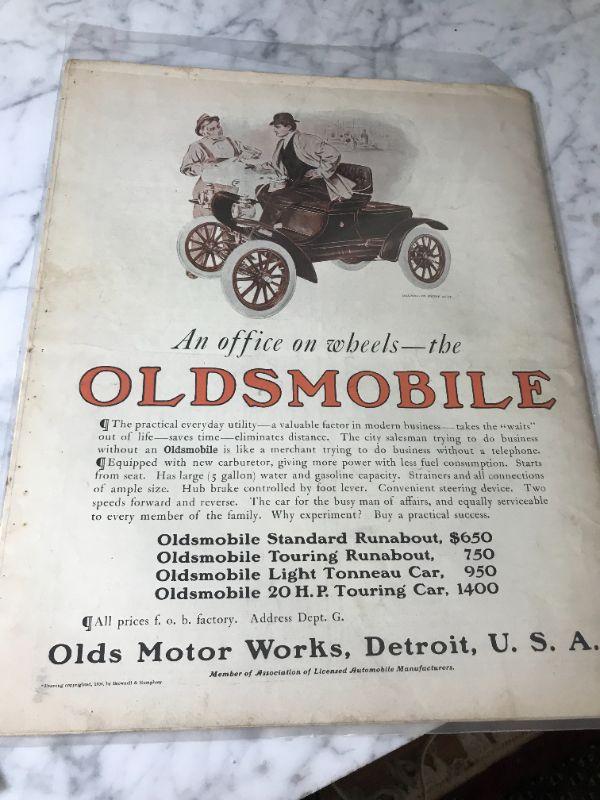 An office on wheels—the
OLDSMOBILE
¶ The practical everyday utility—a valuable factor in modern business—takes the "waits"
out of life—saves time—eliminates distance. The city salesman trying to do business
without an Oldsmobile is like a merchant trying to do business without a telephone.
¶ Equipped with new carburetor, giving more power with less fuel consumption. Starts
from seat. Has large (5 gallon) water and gasoline capacity. Strainers and all connections
of ample size. Hub brake controlled by foot lever. Convenient steering device. Two
speeds forward and reverse. The car for the busy man of affairs, and equally serviceable
to every member of the family. Why experiment? Buy a practical success.
Oldsmobile Standard Runabout, $650
Oldsmobile Touring Runabout, 750
Oldsmobile Light Tonneau Car, 950
Oldsmobile 20 H. P. Touring Car, 1400
¶ All prices f. o. b. factory. Address Dept. G.
Olds Motor Works, Detroit, U. S. A.
Member of Association of Licensed Automobile Manufacturers.
Drawing copyrighted, 1904, by Brownell & Humphrey